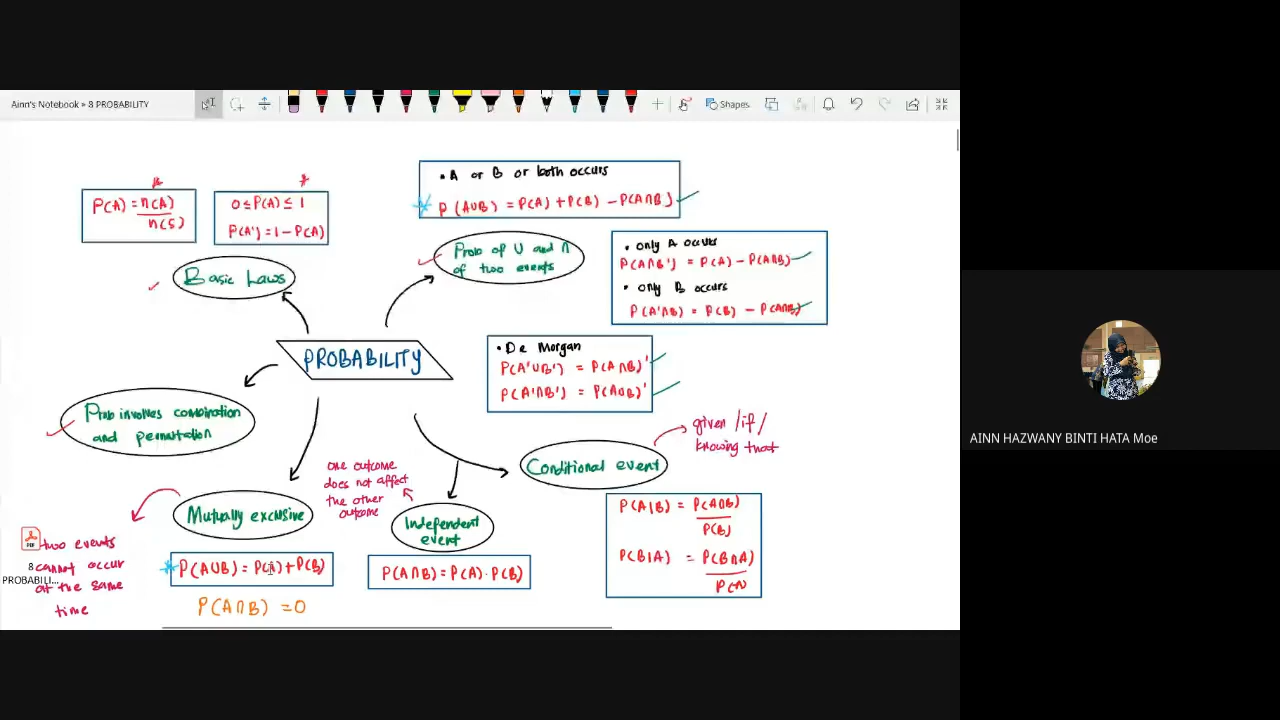 Ainn's Notebook » 8 PROBABILITY
Shapes
• A or B or both occurs
P(A∪B) = P(A) + P(B) - P(A∩B)
P(A) = n(A)
n(S)
0 ≤ P(A) ≤ 1
P(A') = 1 - P(A)
Basic Laws
Prob of ∪ and ∩
of two events
• only A occurs
P(A∩B') = P(A) - P(A∩B)
• only B occurs
P(A'∩B) = P(B) - P(A∩B)
PROBABILITY
• De Morgan
P(A'∪B') = P(A∩B)'
P(A'∩B') = P(A∪B)'
Prob involves combination
and permutation
given /if/
knowing that
Conditional event
P(A|B) = P(A∩B)
P(B)
P(B|A) = P(B∩A)
one outcome
does not affect
the other
outcome
Independent
event
P(A∩B) = P(A) . P(B)
Mutually exclusive
P(A∪B) = P(A) + P(B)
P(A∩B) = 0
two events
cannot occur
at the same
time
PDF
8
PROBABILI...
AINN HAZWANY BINTI HATA Moe